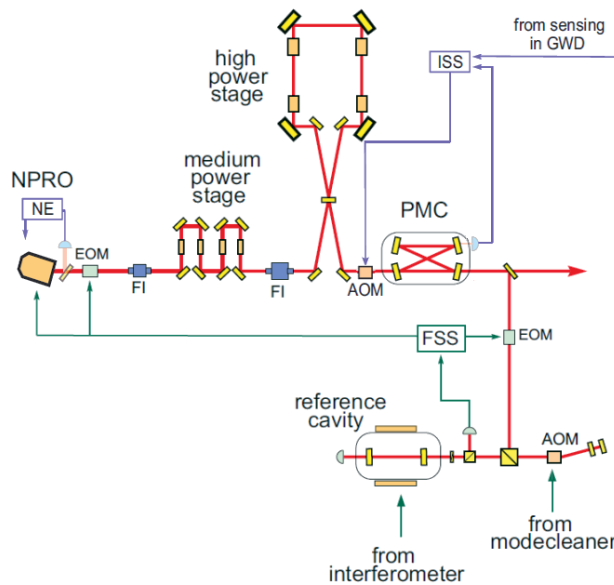 from sensing
in GWD
ISS
high
power
stage
medium
power
stage
NPRO
NE
EOM
FI
FI
AOM
PMC
FSS
EOM
reference
cavity
AOM
from
interferometer
from
modecleaner